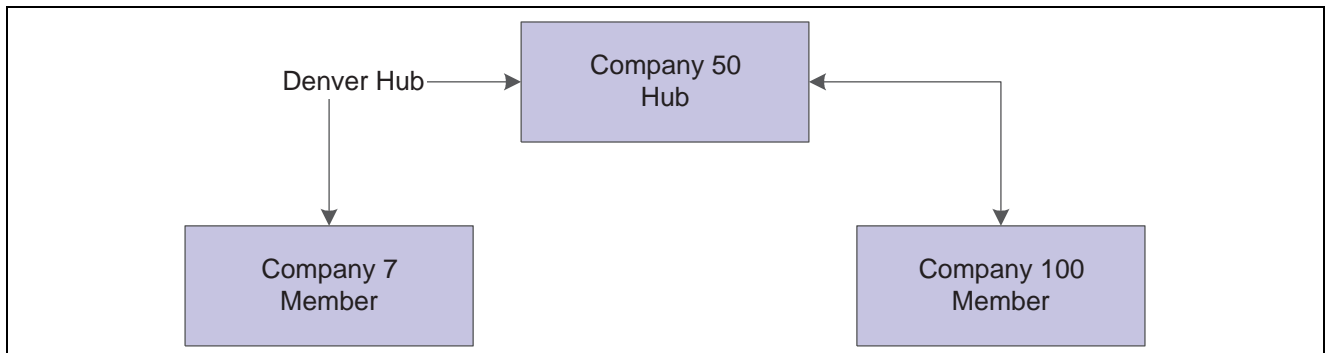 Company 50
Hub
Denver Hub
Company 7
Member
Company 100
Member